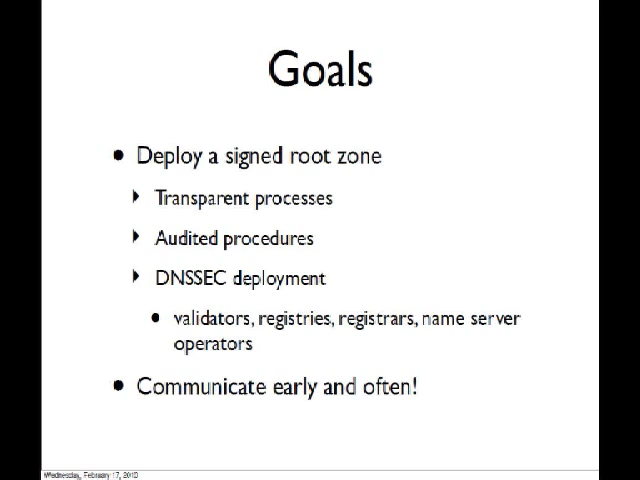 Goals
• Deploy a signed root zone
‣ Transparent processes
‣ Audited procedures
‣ DNSSEC deployment
• validators, registries, registrars, name server
operators
• Communicate early and often!
Wednesday, February 17, 2010